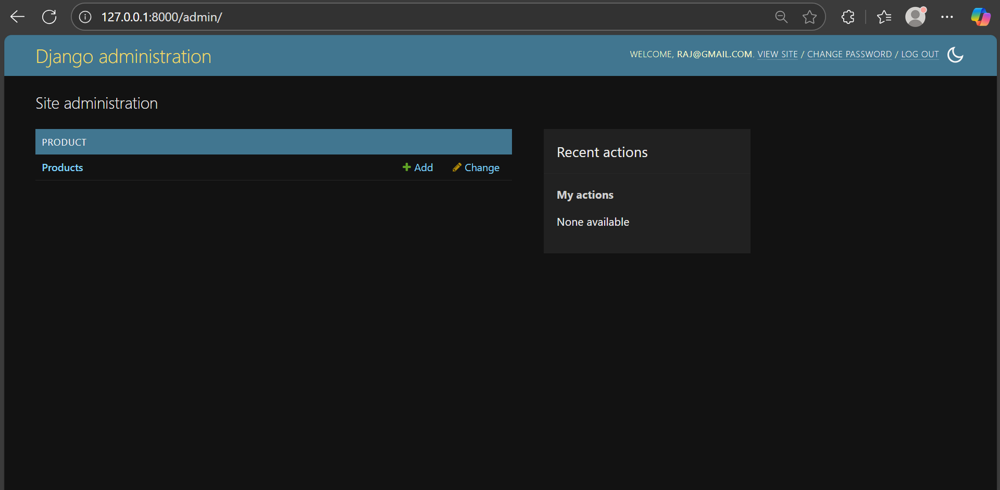 127.0.0.1:8000/admin/
Django administration
WELCOME, RAJ@GMAIL.COM. VIEW SITE / CHANGE PASSWORD / LOG OUT
Site administration
PRODUCT
Products Add Change
Recent actions
My actions
None available